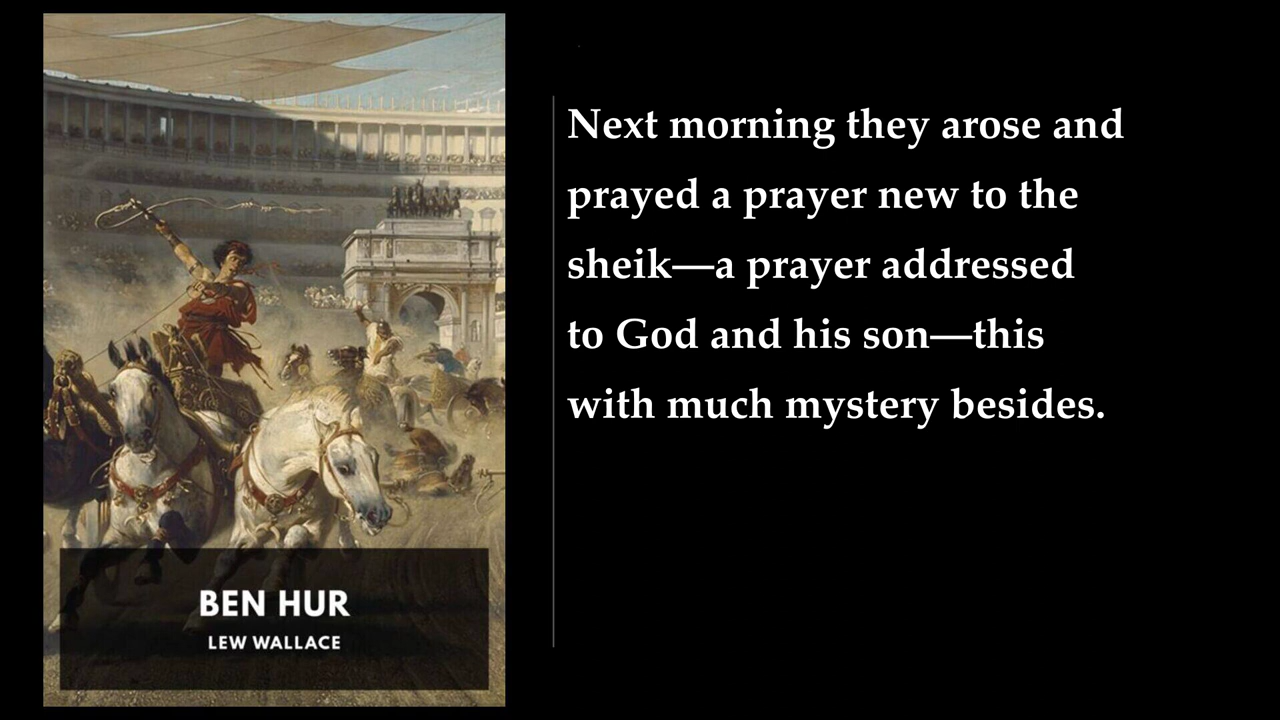 Next morning they arose and
prayed a prayer new to the
sheik—a prayer addressed
to God and his son—this
with much mystery besides.
BEN HUR
LEW WALLACE